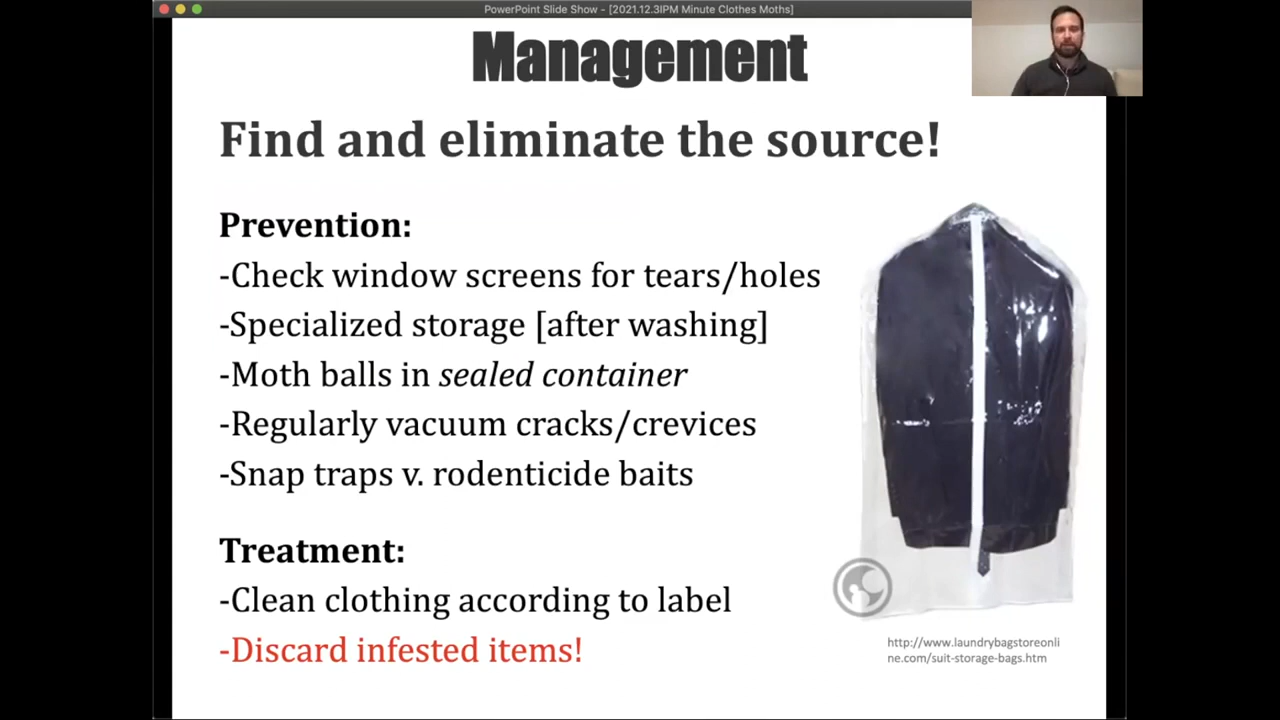 PowerPoint Slide Show - [2021.12.3IPM Minute Clothes Moths]
Management
Find and eliminate the source!
Prevention:
-Check window screens for tears/holes
-Specialized storage [after washing]
-Moth balls in sealed container
-Regularly vacuum cracks/crevices
-Snap traps v. rodenticide baits
Treatment:
-Clean clothing according to label
-Discard infested items!
http://www.laundrybagstoreonli
ne.com/suit-storage-bags.htm